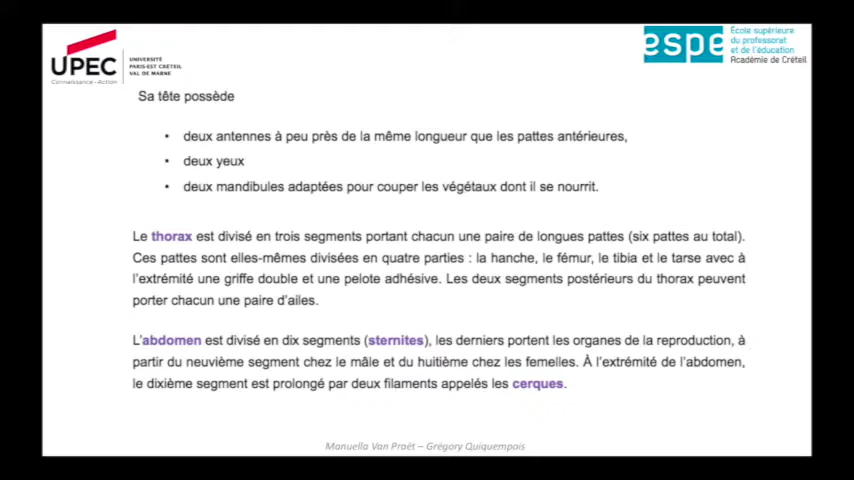 UPEC
Connaissance - Action
UNIVERSITÉ
PARIS-EST CRÉTEIL
VAL DE MARNE
espe
École supérieure
du professorat
et de l'éducation
Académie de Créteil
Sa tête possède
• deux antennes à peu près de la même longueur que les pattes antérieures,
• deux yeux
• deux mandibules adaptées pour couper les végétaux dont il se nourrit.
Le thorax est divisé en trois segments portant chacun une paire de longues pattes (six pattes au total).
Ces pattes sont elles-mêmes divisées en quatre parties : la hanche, le fémur, le tibia et le tarse avec à
l'extrémité une griffe double et une pelote adhésive. Les deux segments postérieurs du thorax peuvent
porter chacun une paire d'ailes.
L'abdomen est divisé en dix segments (sternites), les derniers portent les organes de la reproduction, à
partir du neuvième segment chez le mâle et du huitième chez les femelles. À l'extrémité de l'abdomen,
le dixième segment est prolongé par deux filaments appelés les cerques.
Manuella Van Praët – Grégory Quiquempois